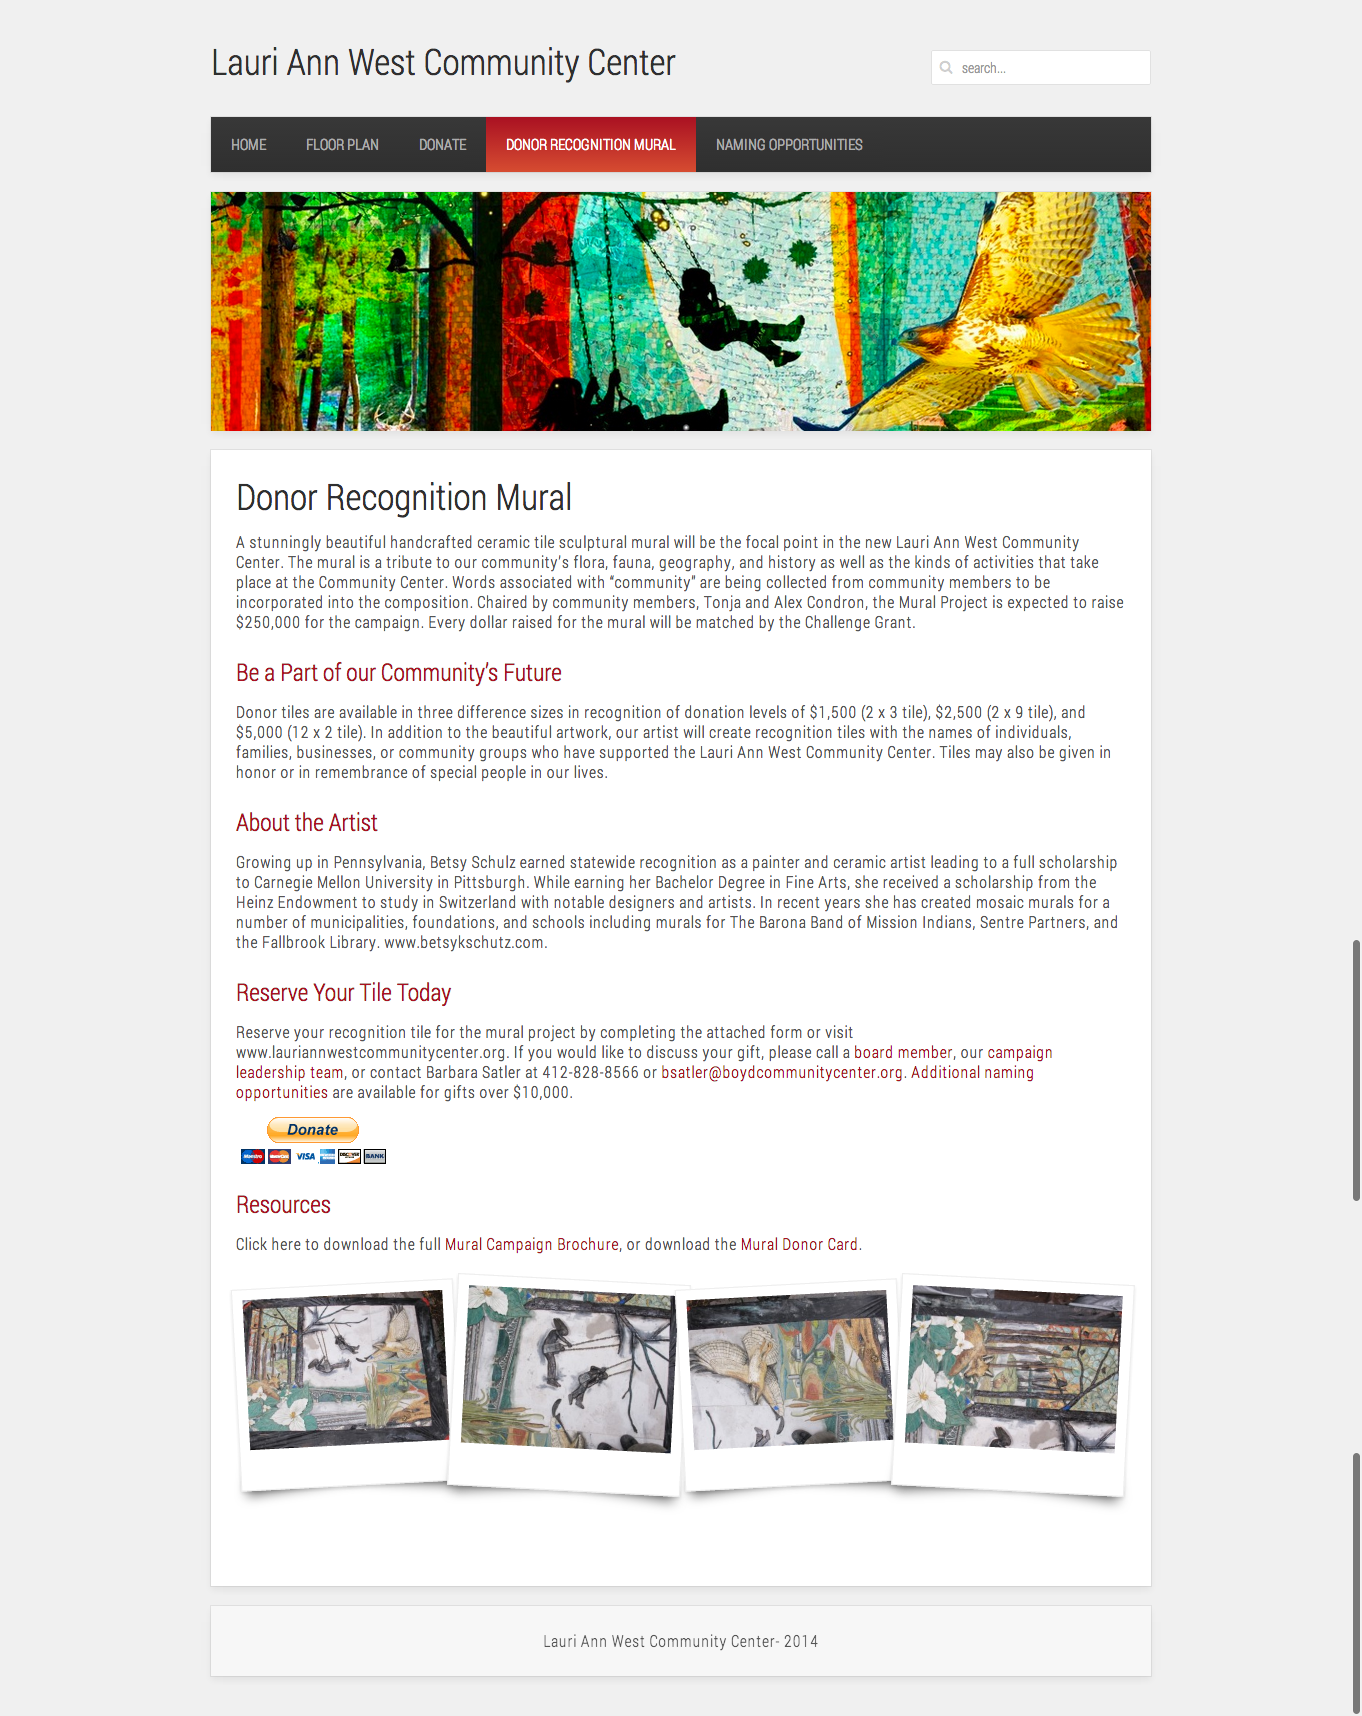 Lauri Ann West Community Center
search...
HOME
FLOOR PLAN
DONATE
DONOR RECOGNITION MURAL
NAMING OPPORTUNITIES
Donor Recognition Mural
A stunningly beautiful handcrafted ceramic tile sculptural mural will be the focal point in the new Lauri Ann West Community
Center. The mural is a tribute to our community's flora, fauna, geography, and history as well as the kinds of activities that take
place at the Community Center. Words associated with “community” are being collected from community members to be
incorporated into the composition. Chaired by community members, Tonja and Alex Condron, the Mural Project is expected to raise
$250,000 for the campaign. Every dollar raised for the mural will be matched by the Challenge Grant.
Be a Part of our Community's Future
Donor tiles are available in three difference sizes in recognition of donation levels of $1,500 (2 x 3 tile), $2,500 (2 x 9 tile), and
$5,000 (12 x 2 tile). In addition to the beautiful artwork, our artist will create recognition tiles with the names of individuals,
families, businesses, or community groups who have supported the Lauri Ann West Community Center. Tiles may also be given in
honor or in remembrance of special people in our lives.
About the Artist
Growing up in Pennsylvania, Betsy Schulz earned statewide recognition as a painter and ceramic artist leading to a full scholarship
to Carnegie Mellon University in Pittsburgh. While earning her Bachelor Degree in Fine Arts, she received a scholarship from the
Heinz Endowment to study in Switzerland with notable designers and artists. In recent years she has created mosaic murals for a
number of municipalities, foundations, and schools including murals for The Barona Band of Mission Indians, Sentre Partners, and
the Fallbrook Library. www.betsykschutz.com.
Reserve Your Tile Today
Reserve your recognition tile for the mural project by completing the attached form or visit
www.lauriannwestcommunitycenter.org. If you would like to discuss your gift, please call a board member, our campaign
leadership team, or contact Barbara Satler at 412-828-8566 or bsatler@boydcommunitycenter.org. Additional naming
opportunities are available for gifts over $10,000.
Donate
Maestro MasterCard VISA DISCOVER BANK
Resources
Click here to download the full Mural Campaign Brochure, or download the Mural Donor Card.
Lauri Ann West Community Center- 2014